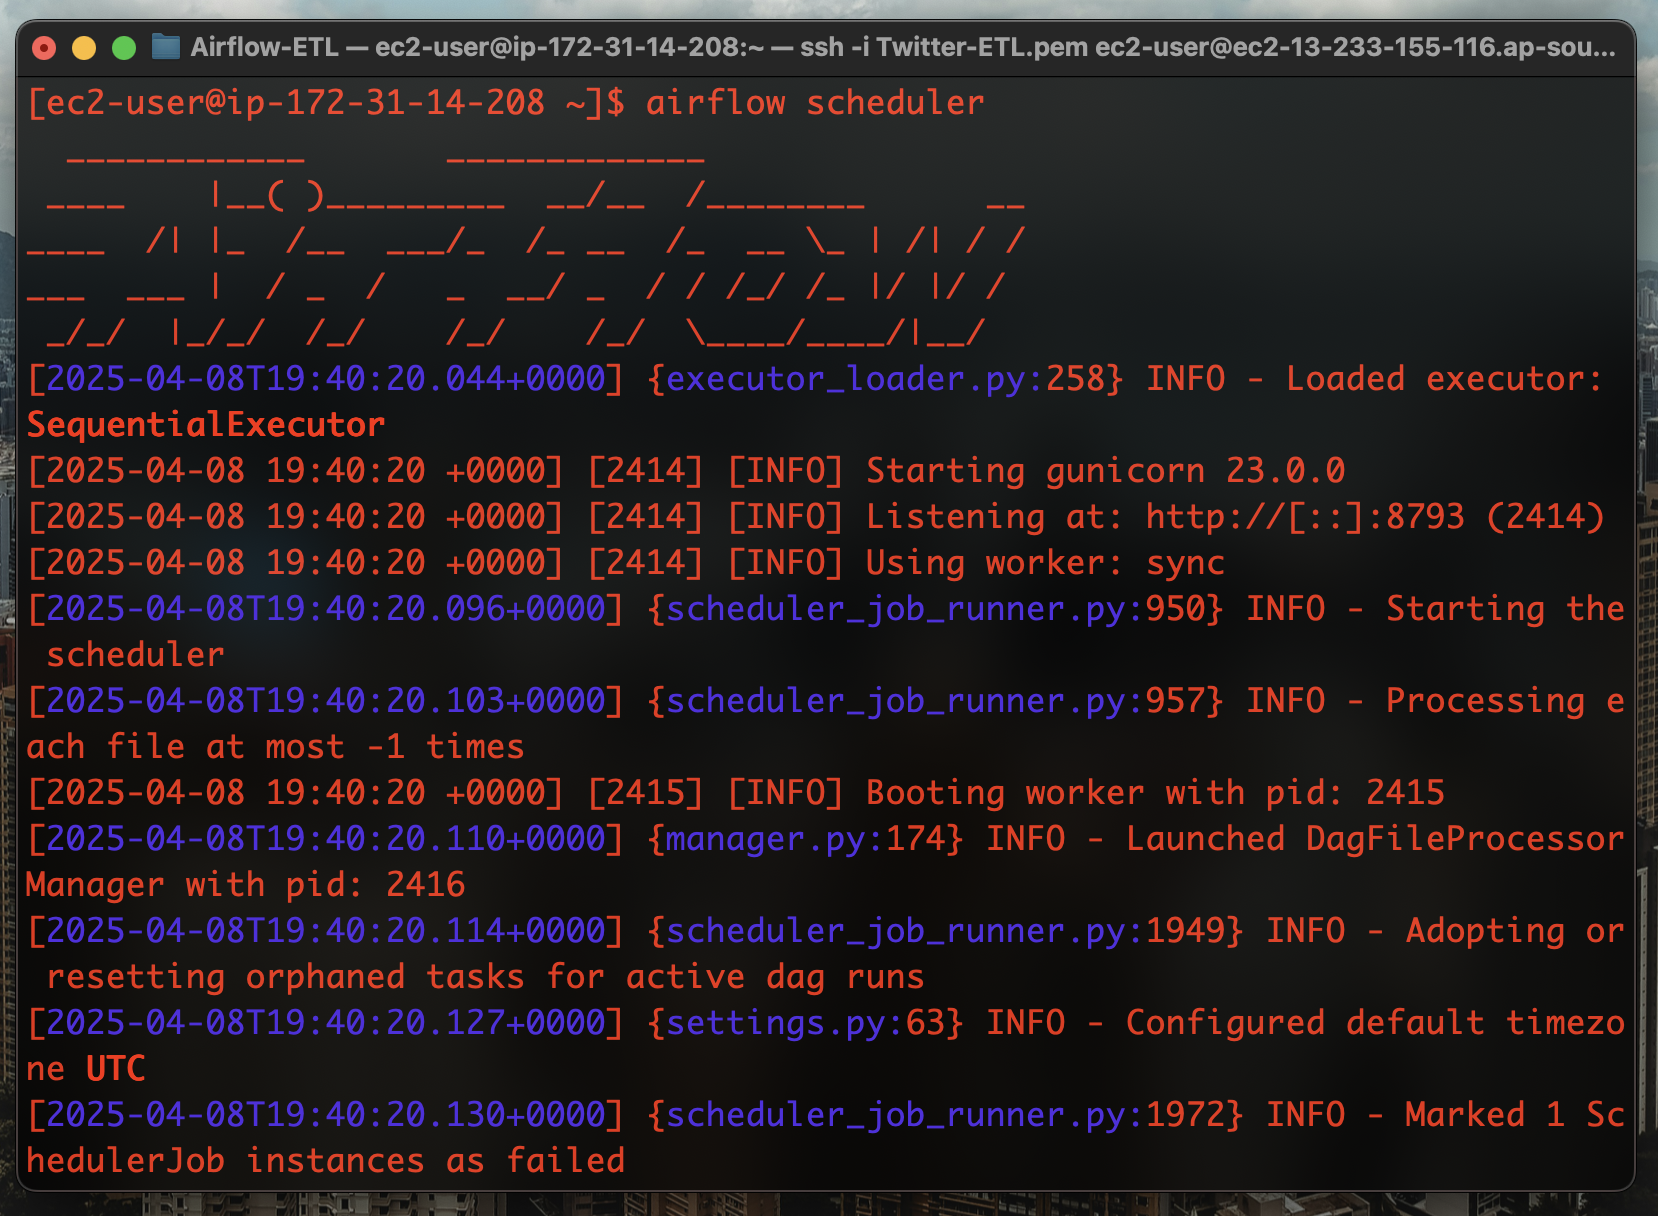 Airflow-ETL — ec2-user@ip-172-31-14-208:~ — ssh -i Twitter-ETL.pem ec2-user@ec2-13-233-155-116.ap-sou...
[ec2-user@ip-172-31-14-208 ~]$ airflow scheduler
  ____________       _____________
 ____    |__( )_________  __/__  /________      __
____  /| |_  /__  ___/_  /_ __  /_  __ \_ | /| / /
___  ___ |  / _  /   _  __/ _  / / /_/ /_ |/ |/ /
 _/_/  |_/_/  /_/    /_/    /_/  \____/____/|__/
[2025-04-08T19:40:20.044+0000] {executor_loader.py:258} INFO - Loaded executor:
SequentialExecutor
[2025-04-08 19:40:20 +0000] [2414] [INFO] Starting gunicorn 23.0.0
[2025-04-08 19:40:20 +0000] [2414] [INFO] Listening at: http://[::]:8793 (2414)
[2025-04-08 19:40:20 +0000] [2414] [INFO] Using worker: sync
[2025-04-08T19:40:20.096+0000] {scheduler_job_runner.py:950} INFO - Starting the
 scheduler
[2025-04-08T19:40:20.103+0000] {scheduler_job_runner.py:957} INFO - Processing e
ach file at most -1 times
[2025-04-08 19:40:20 +0000] [2415] [INFO] Booting worker with pid: 2415
[2025-04-08T19:40:20.110+0000] {manager.py:174} INFO - Launched DagFileProcessor
Manager with pid: 2416
[2025-04-08T19:40:20.114+0000] {scheduler_job_runner.py:1949} INFO - Adopting or
 resetting orphaned tasks for active dag runs
[2025-04-08T19:40:20.127+0000] {settings.py:63} INFO - Configured default timezo
ne UTC
[2025-04-08T19:40:20.130+0000] {scheduler_job_runner.py:1972} INFO - Marked 1 Sc
hedulerJob instances as failed